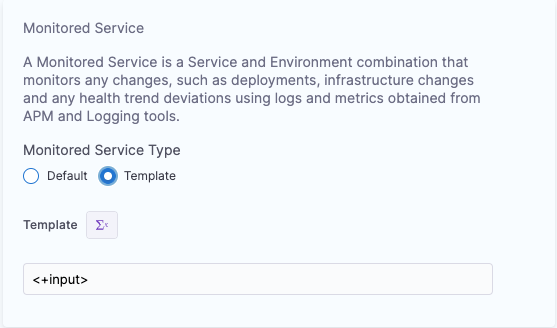 Monitored Service
A Monitored Service is a Service and Environment combination that
monitors any changes, such as deployments, infrastructure changes
and any health trend deviations using logs and metrics obtained from
APM and Logging tools.
Monitored Service Type
Default Template
Template Σx
<+input>